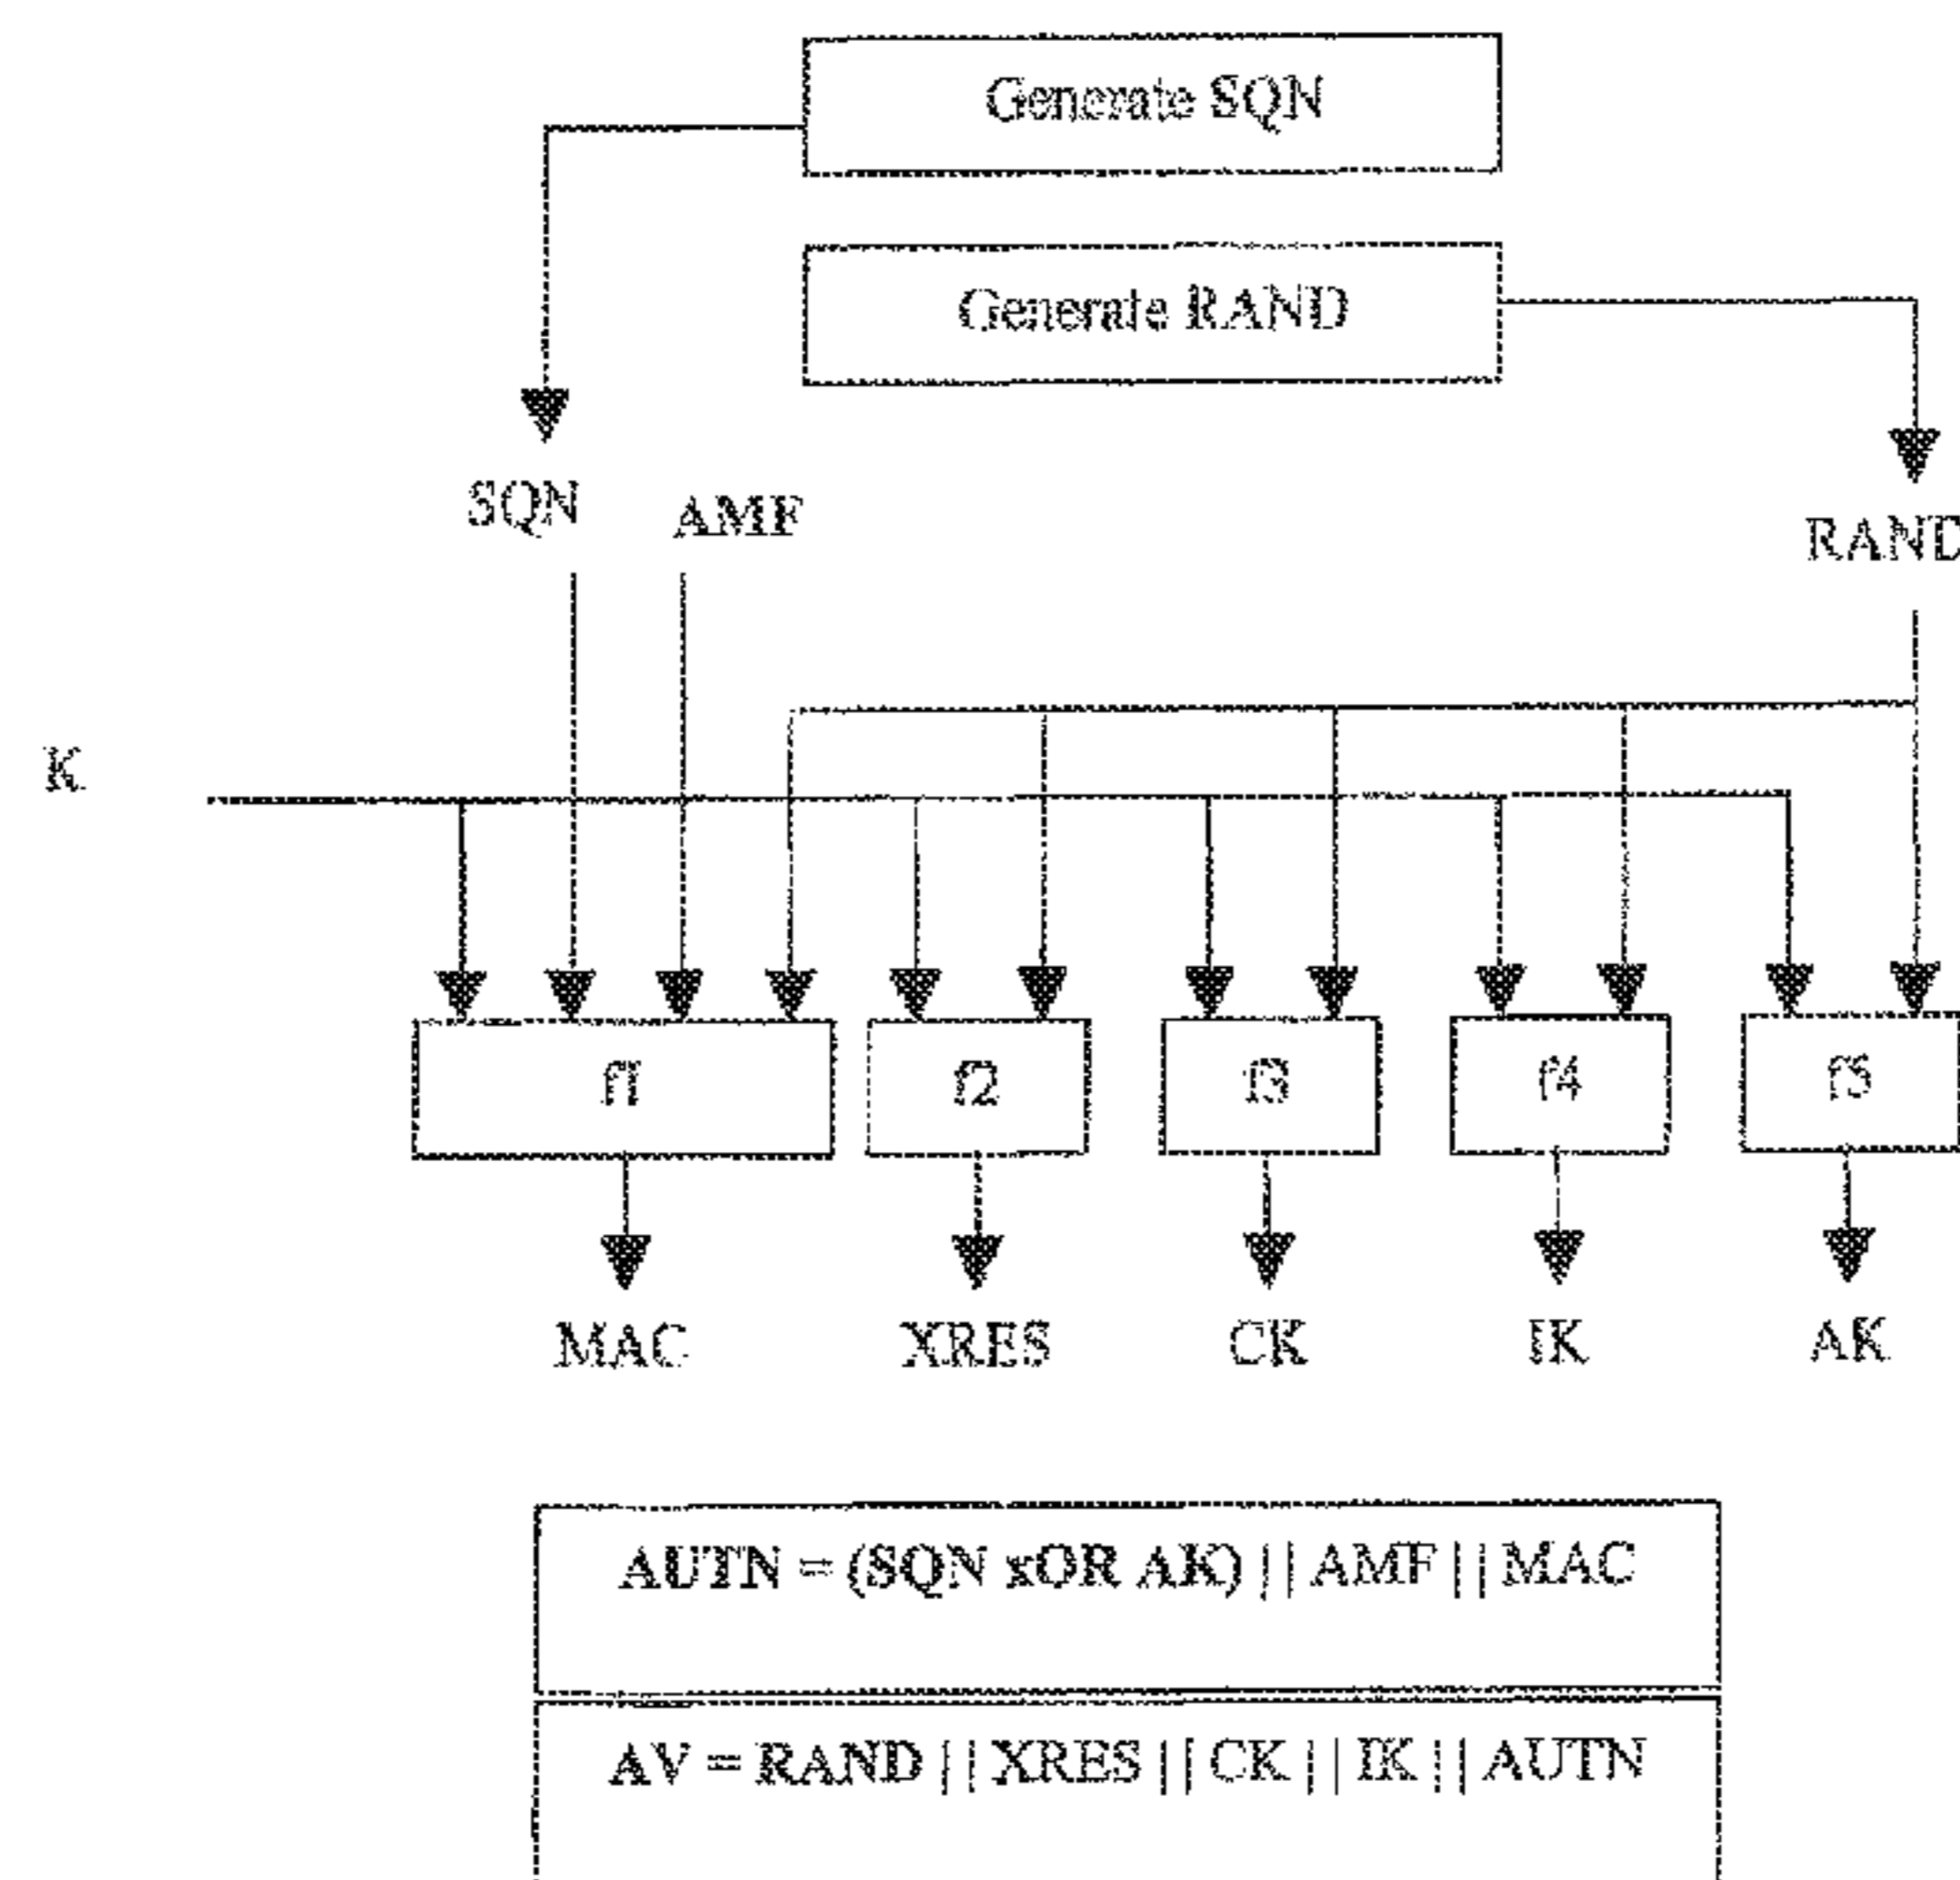 Generate SQN
Generate RAND
SQN
AMF
RAND
K
f1
f2
f3
f4
f5
MAC
XRES
CK
IK
AK
AUTN = (SQN xOR AK) || AMF || MAC
AV = RAND || XRES || CK || IK || AUTN